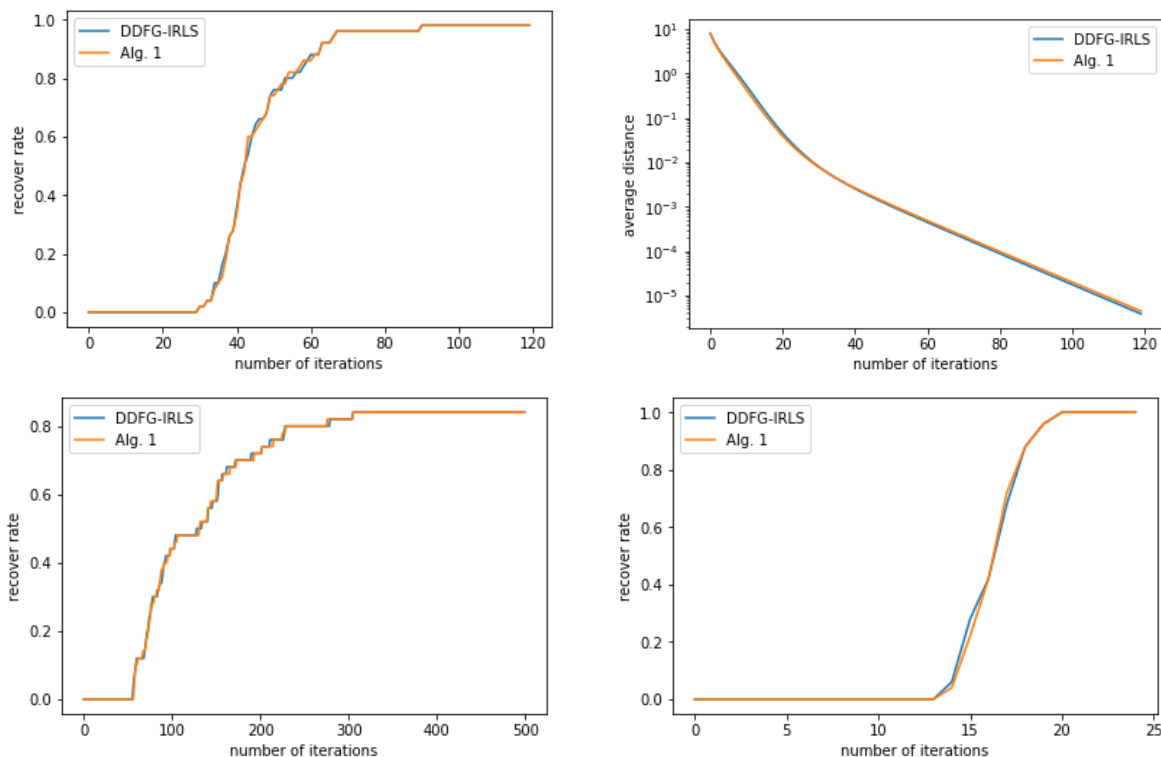 DDFG-IRLS
Alg. 1
1.0
0.8
0.6
0.4
0.2
0.0
recover rate
0 20 40 60 80 100 120
number of iterctions
DDFG-IRLS
Alg. 1
10^1
10^0
10^-1
10^-2
10^-3
10^-4
10^-5
average distance
0 20 40 60 80 100 120
number of iterctions
DDFG-IRLS
Alg. 1
0.8
0.6
0.4
0.2
0.0
recover rate
0 100 200 300 400 500
number of iterctions
DDFG-IRLS
Alg. 1
1.0
0.8
0.6
0.4
0.2
0.0
recover rate
0 5 10 15 20 25
number of iterctions